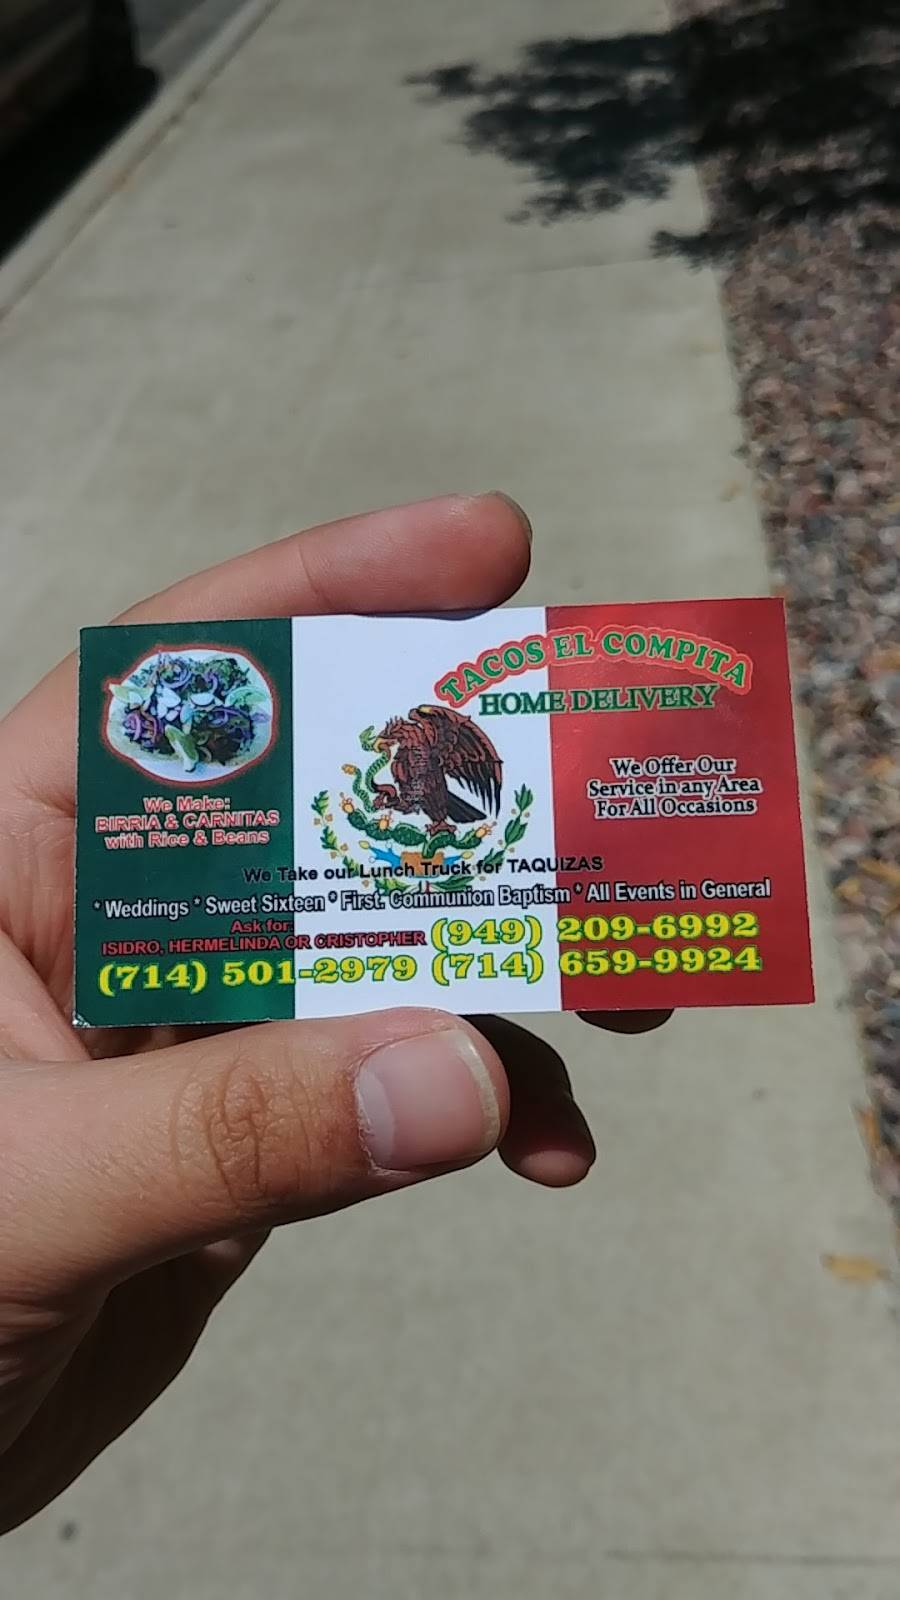 TACOS EL COMPITA
HOME DELIVERY
We Offer Our
Service in any Area
For All Occasions
We Make:
BIRRIA & CARNITAS
with Rice & Beans
We Take our Lunch Truck for TAQUIZAS
* Weddings * Sweet Sixteen * First. Communion Baptism * All Events in General
Ask for:
ISIDRO, HERMELINDA OR CRISTOPHER (949) 209-6992
(714) 501-2979 (714) 659-9924